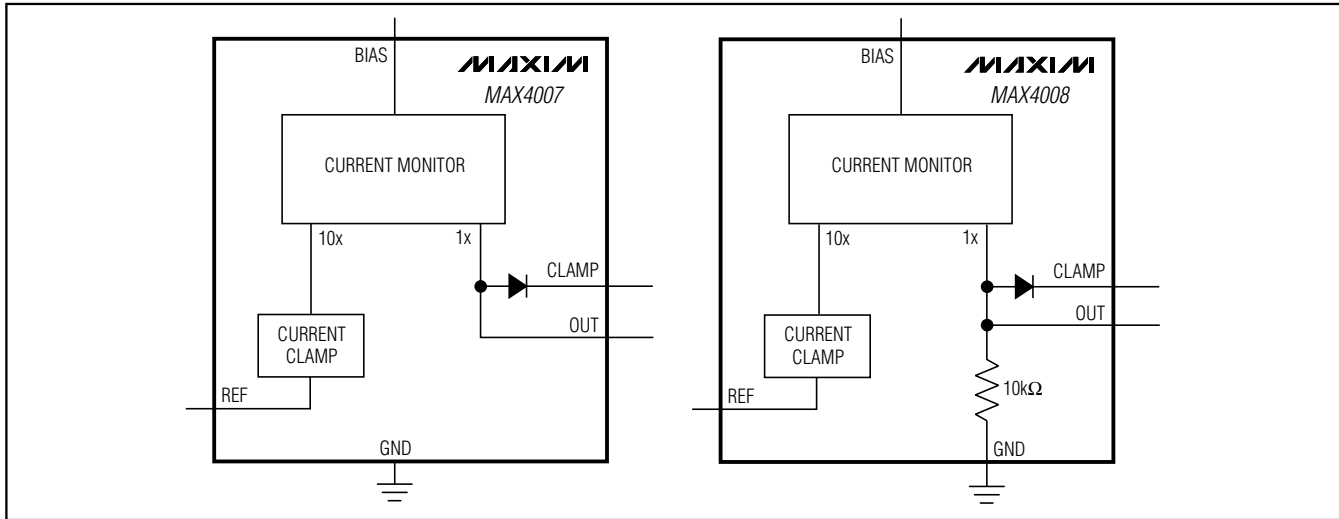 BIAS
MAXIM
MAX4007
CURRENT MONITOR
10x
1x
CLAMP
OUT
CURRENT
CLAMP
REF
GND
BIAS
MAXIM
MAX4008
CURRENT MONITOR
10x
1x
CLAMP
OUT
CURRENT
CLAMP
10kΩ
REF
GND